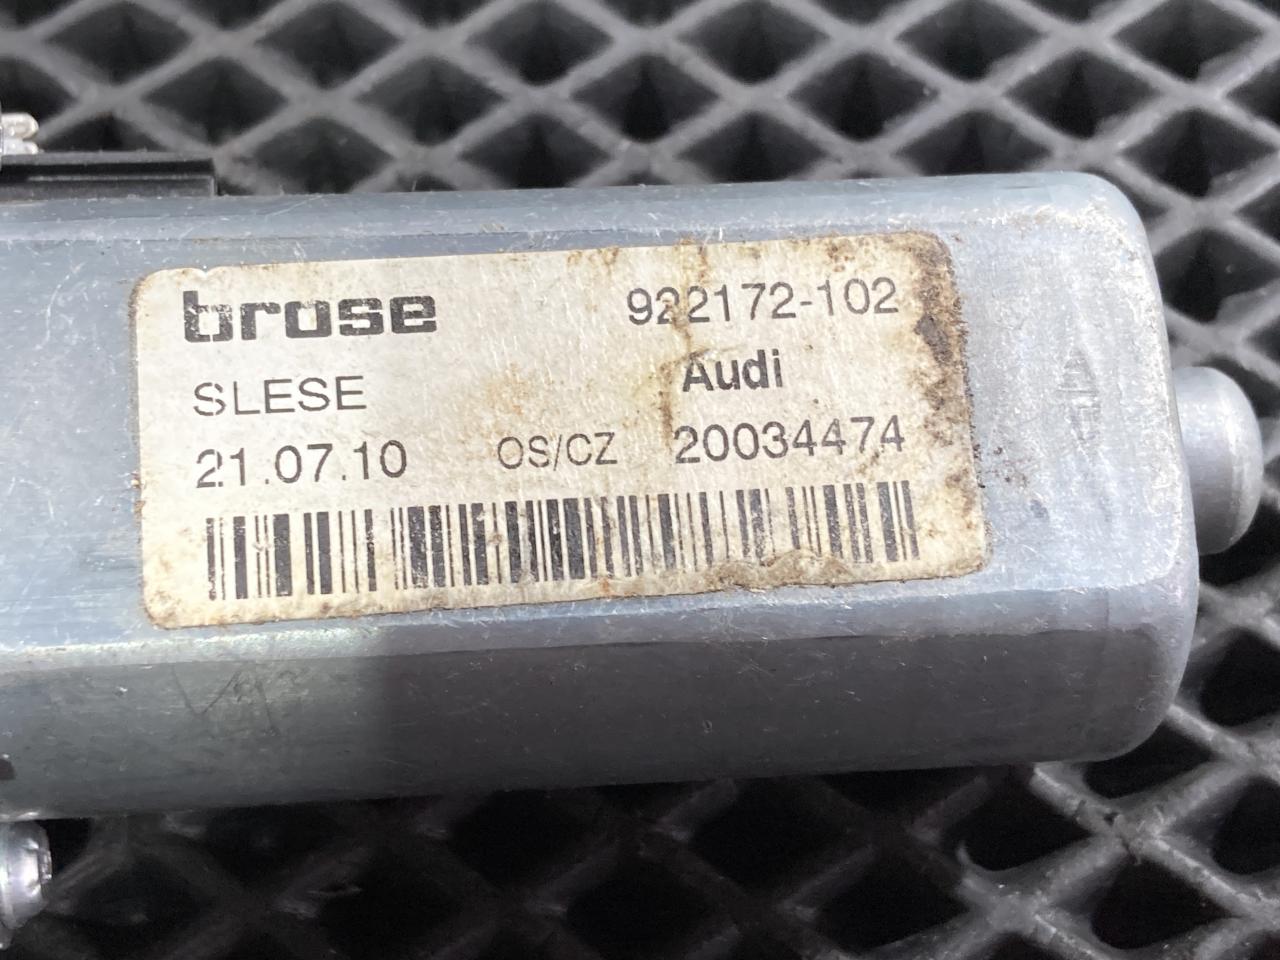 brose 922172-102
SLESE Audi
21.07.10 OS/CZ 20034474